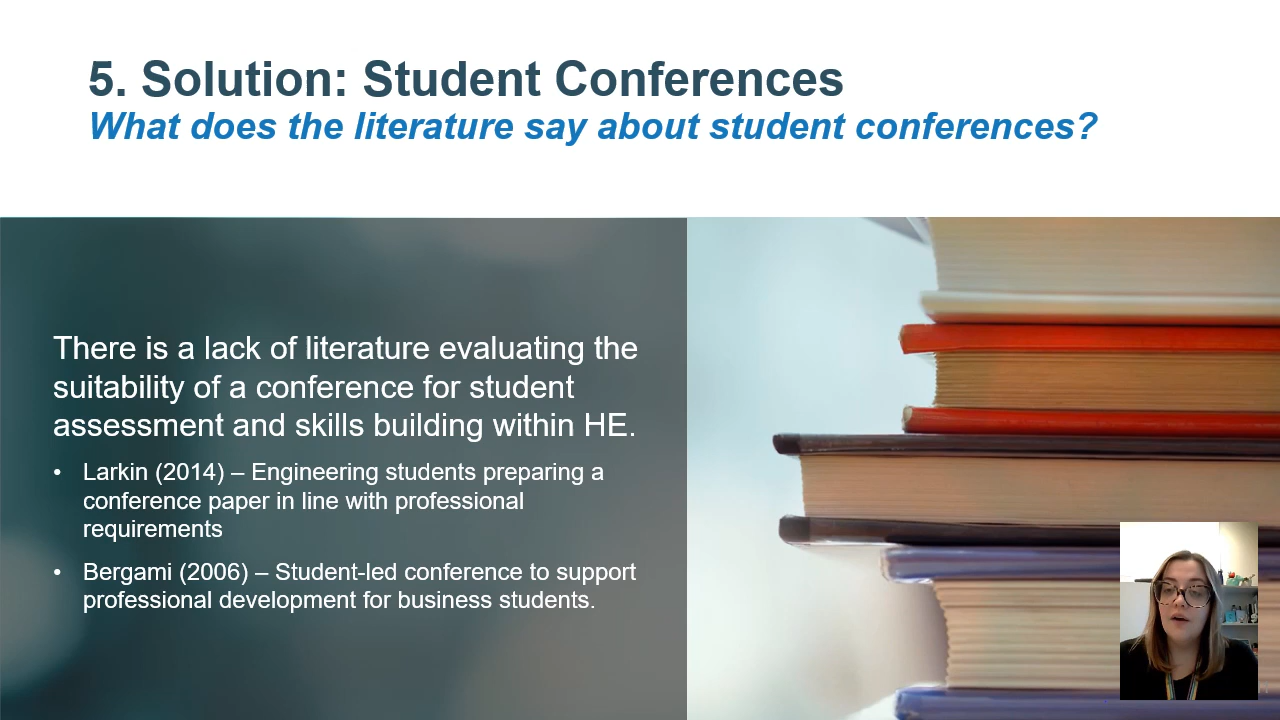 5. Solution: Student Conferences
What does the literature say about student conferences?
There is a lack of literature evaluating the
suitability of a conference for student
assessment and skills building within HE.
• Larkin (2014) – Engineering students preparing a
conference paper in line with professional
requirements
• Bergami (2006) – Student-led conference to support
professional development for business students.